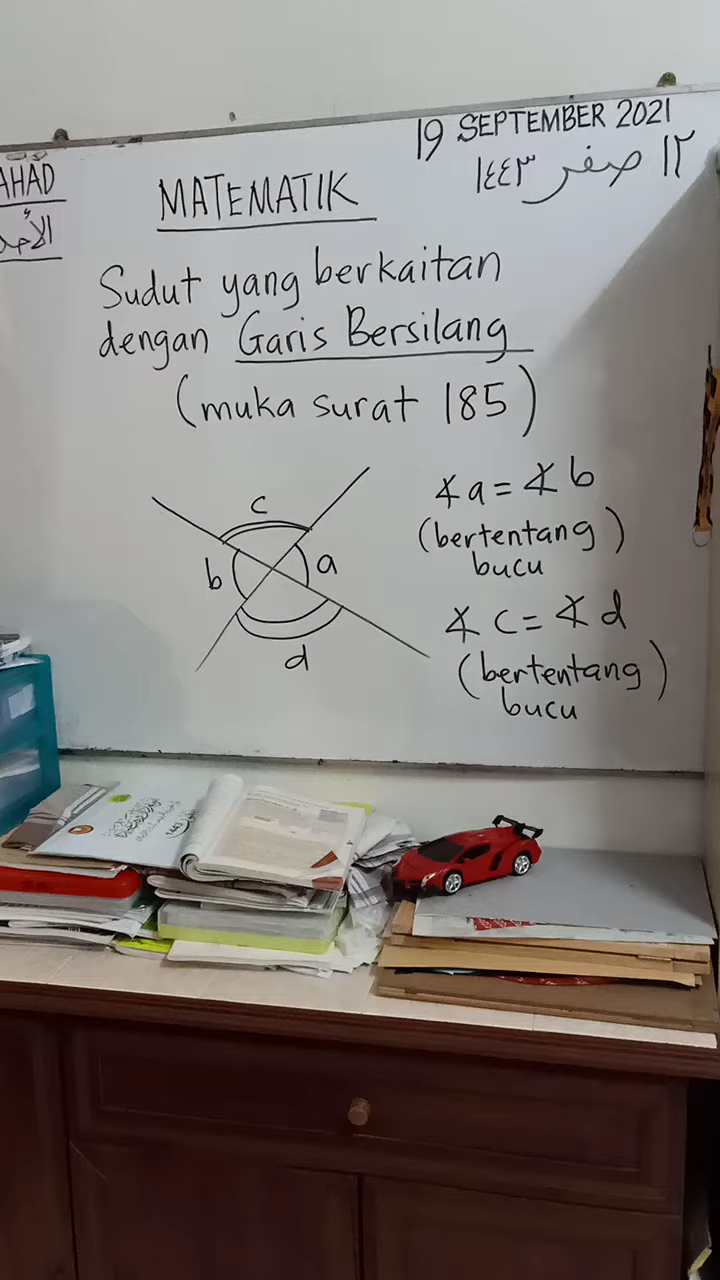 AHAD
الأحد
19 SEPTEMBER 2021
١٢ صفر ١٤٤٣
MATEMATIK
Sudut yang berkaitan
dengan Garis Bersilang
(muka surat 185)
c
b
a
d
∡a = ∡b
(bertentang)
bucu
∡c = ∡d
(bertentang)
bucu